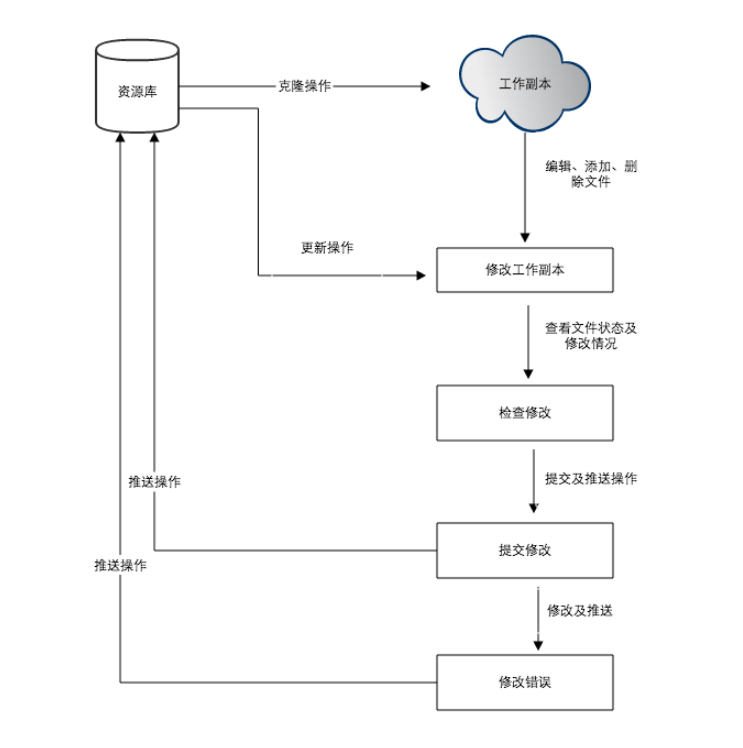 资源库
克隆操作
工作副本
编辑、添加、删
除文件
更新操作
修改工作副本
查看文件状态及
修改情况
检查修改
推送操作
提交及推送操作
提交修改
推送操作
修改及推送
修改错误